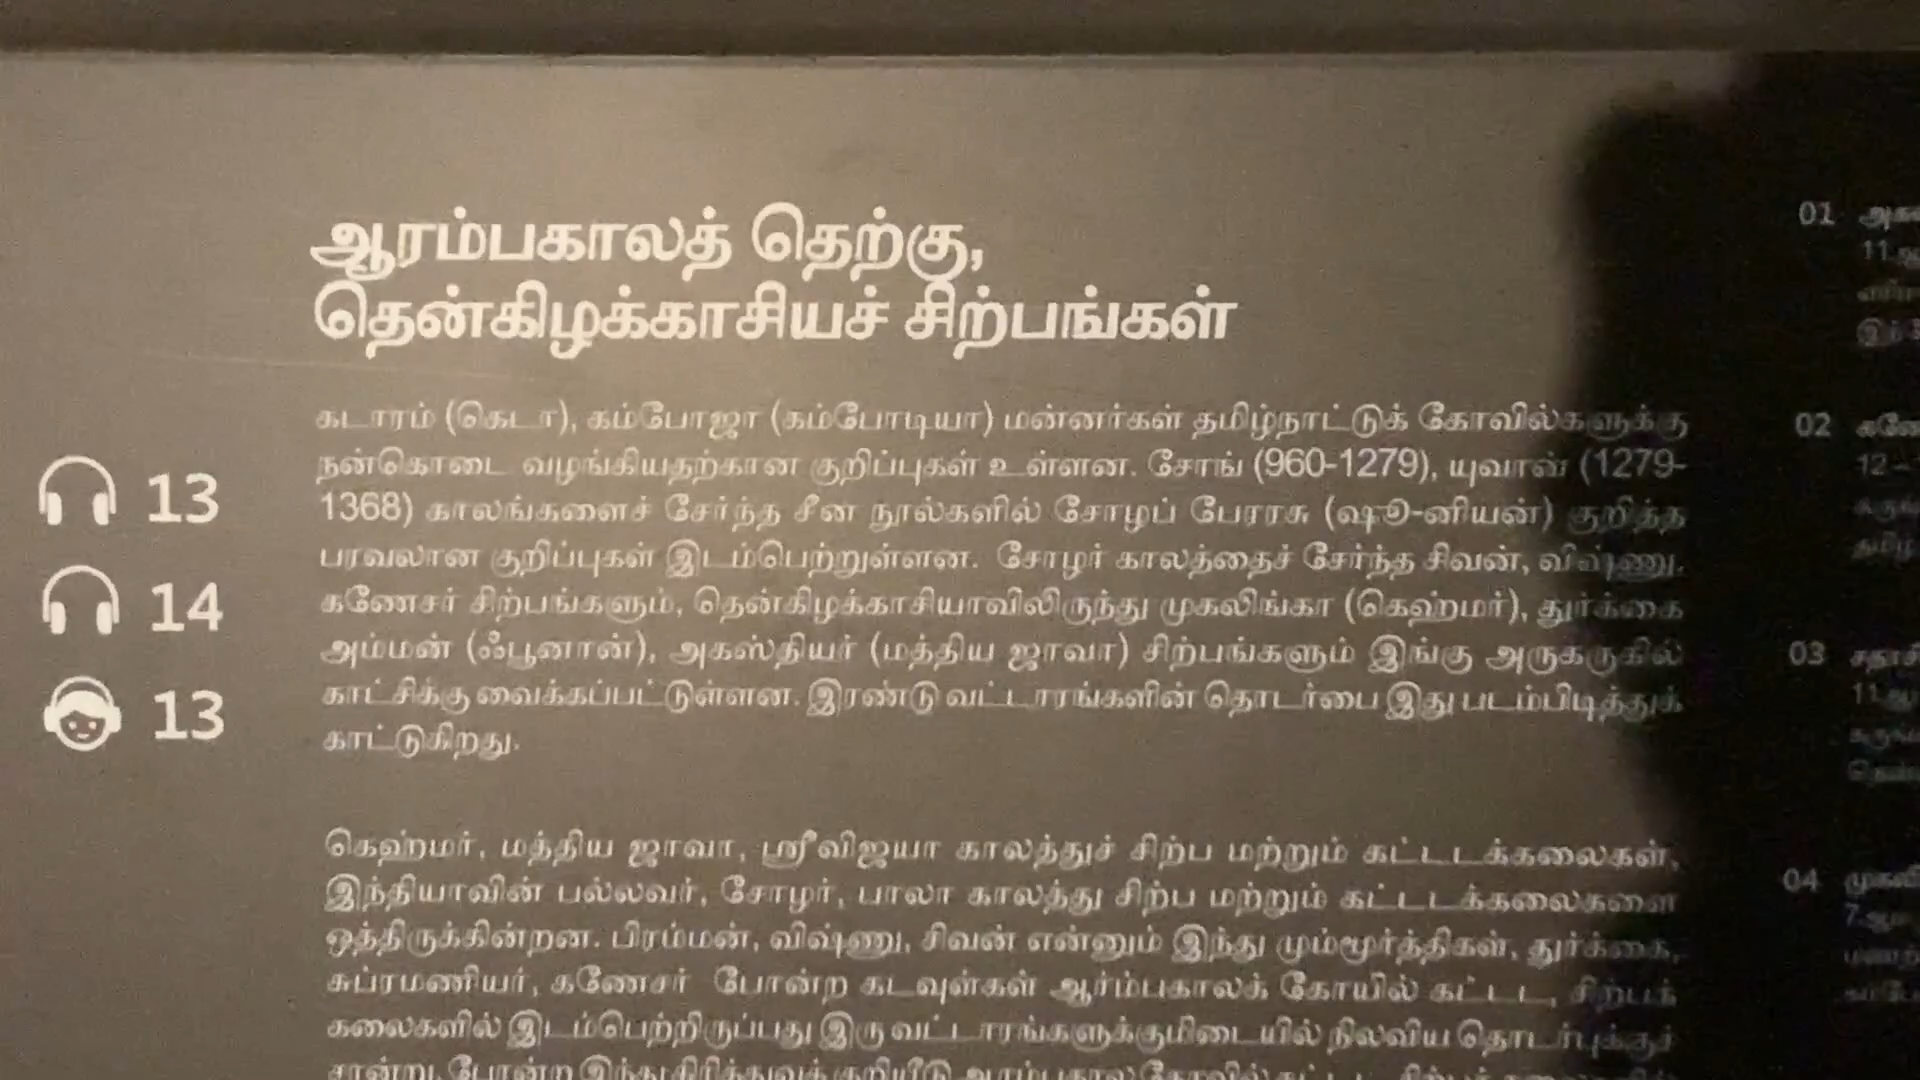 ஆரம்பகாலத் தெற்கு,
தென்கிழக்காசியச் சிற்பங்கள்
கடாரம் (கெடா), கம்போஜா (கம்போடியா) மன்னர்கள் தமிழ்நாட்டுக் கோவில்களுக்கு
நன்கொடை வழங்கியதற்கான குறிப்புகள் உள்ளன. சோங் (960-1279), யுவான் (1279-
1368) காலங்களைச் சேர்ந்த சீன நூல்களில் சோழப் பேரரசு (ஷூ-னியன்) குறித்த
பரவலான குறிப்புகள் இடம்பெற்றுள்ளன. சோழர் காலத்தைச் சேர்ந்த சிவன், விஷ்ணு,
கணேசர் சிற்பங்களும், தென்கிழக்காசியாவிலிருந்து முகலிங்கா (கெஹ்மர்), துர்க்கை
அம்மன் (ஃபூனான்), அகஸ்தியர் (மத்திய ஜாவா) சிற்பங்களும் இங்கு அருகருகில்
காட்சிக்கு வைக்கப்பட்டுள்ளன. இரண்டு வட்டாரங்களின் தொடர்பை இது படம்பிடித்துக்
காட்டுகிறது.
13
14
13
கெஹ்மர், மத்திய ஜாவா, ஸ்ரீவிஜயா காலத்துச் சிற்ப மற்றும் கட்டடக்கலைகள்,
இந்தியாவின் பல்லவர், சோழர், பாலா காலத்து சிற்ப மற்றும் கட்டடக்கலைகளை
ஒத்திருக்கின்றன. பிரம்மன், விஷ்ணு, சிவன் என்னும் இந்து மும்மூர்த்திகள், துர்க்கை,
சுப்ரமணியர், கணேசர் போன்ற கடவுள்கள் ஆர்ம்பகாலக் கோயில் கட்டட, சிற்பக்
கலைகளில் இடம்பெற்றிருப்பது இரு வட்டாரங்களுக்குமிடையில் நிலவிய தொடர்புக்குச்
சான்று. போன்ற
01
11
02
12 –
03
11
04
7